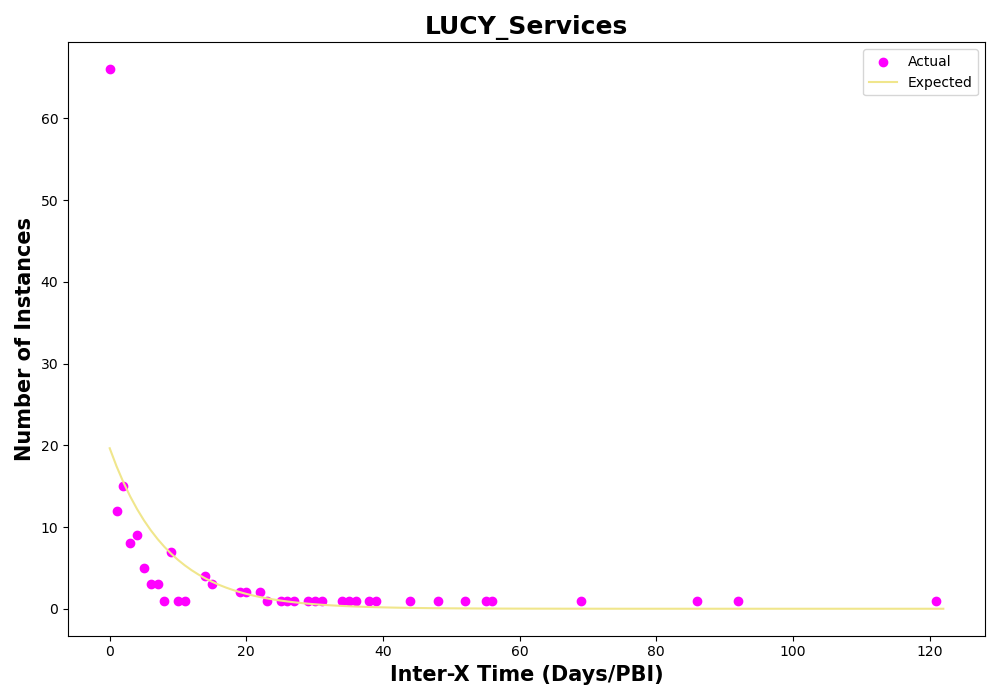 LUCY_Services
Actual
Expected
Number of Instances
60
50
40
30
20
10
0
0 20 40 60 80 100 120
Inter-X Time (Days/PBI)